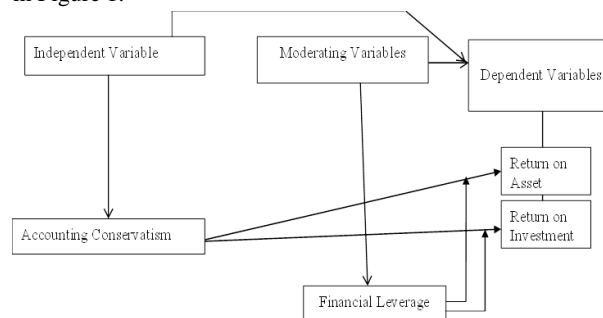 in Figure 1.
Independent Variable
Moderating Variables
Dependent Variables
Return on
Asset
Accounting Conservatism
Return on
Investment
Financial Leverage